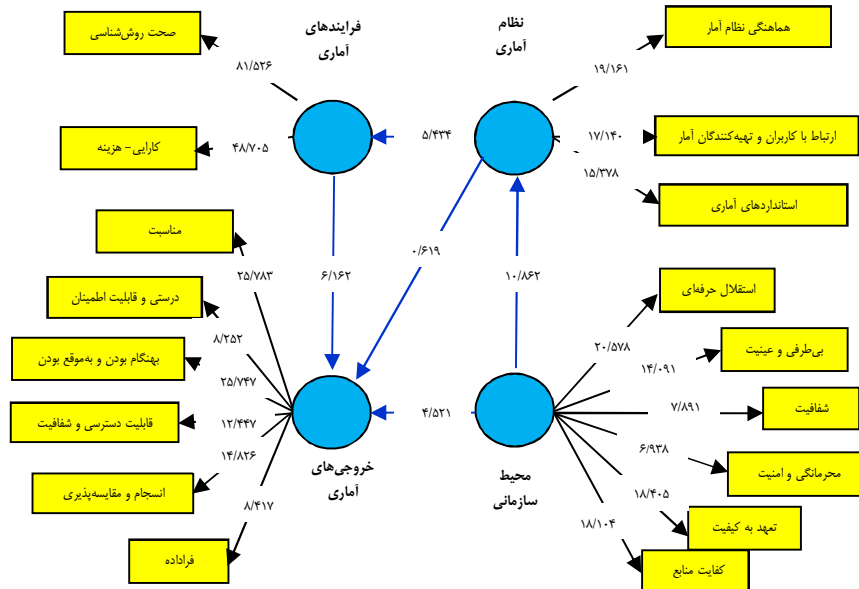 هماهنگی نظام آمار
نظام
آماری
فرایندهای
آماری
صحت روش‌شناسی
۱۹/۱۶۱
۸۱/۵۲۶
ارتباط با کاربران و تهیه‌کنندگان آمار
۱۷/۱۴۰
۵/۴۳۴
۴۸/۷۰۵
کارایی- هزینه
۱۵/۳۷۸
استانداردهای آماری
مناسبت
۰/۶۱۹
۱۰/۸۶۲
۶/۱۶۲
۲۵/۷۸۳
استقلال حرفه‌ای
درستی و قابلیت اطمینان
۲۰/۵۷۸
۸/۲۵۲
بی‌طرفی و عینیت
۱۴/۰۹۱
بهنگام بودن و به‌موقع بودن
۲۵/۷۴۷
شفافیت
۷/۸۹۱
۴/۵۲۱
۱۲/۴۴۷
قابلیت دسترسی و شفافیت
۶/۹۳۸
محرمانگی و امنیت
محیط
سازمانی
خروجی‌های
آماری
۱۴/۸۲۶
انسجام و مقایسه‌پذیری
۱۸/۴۰۵
۸/۴۱۷
تعهد به کیفیت
۱۸/۱۰۴
فراداده
کفایت منابع